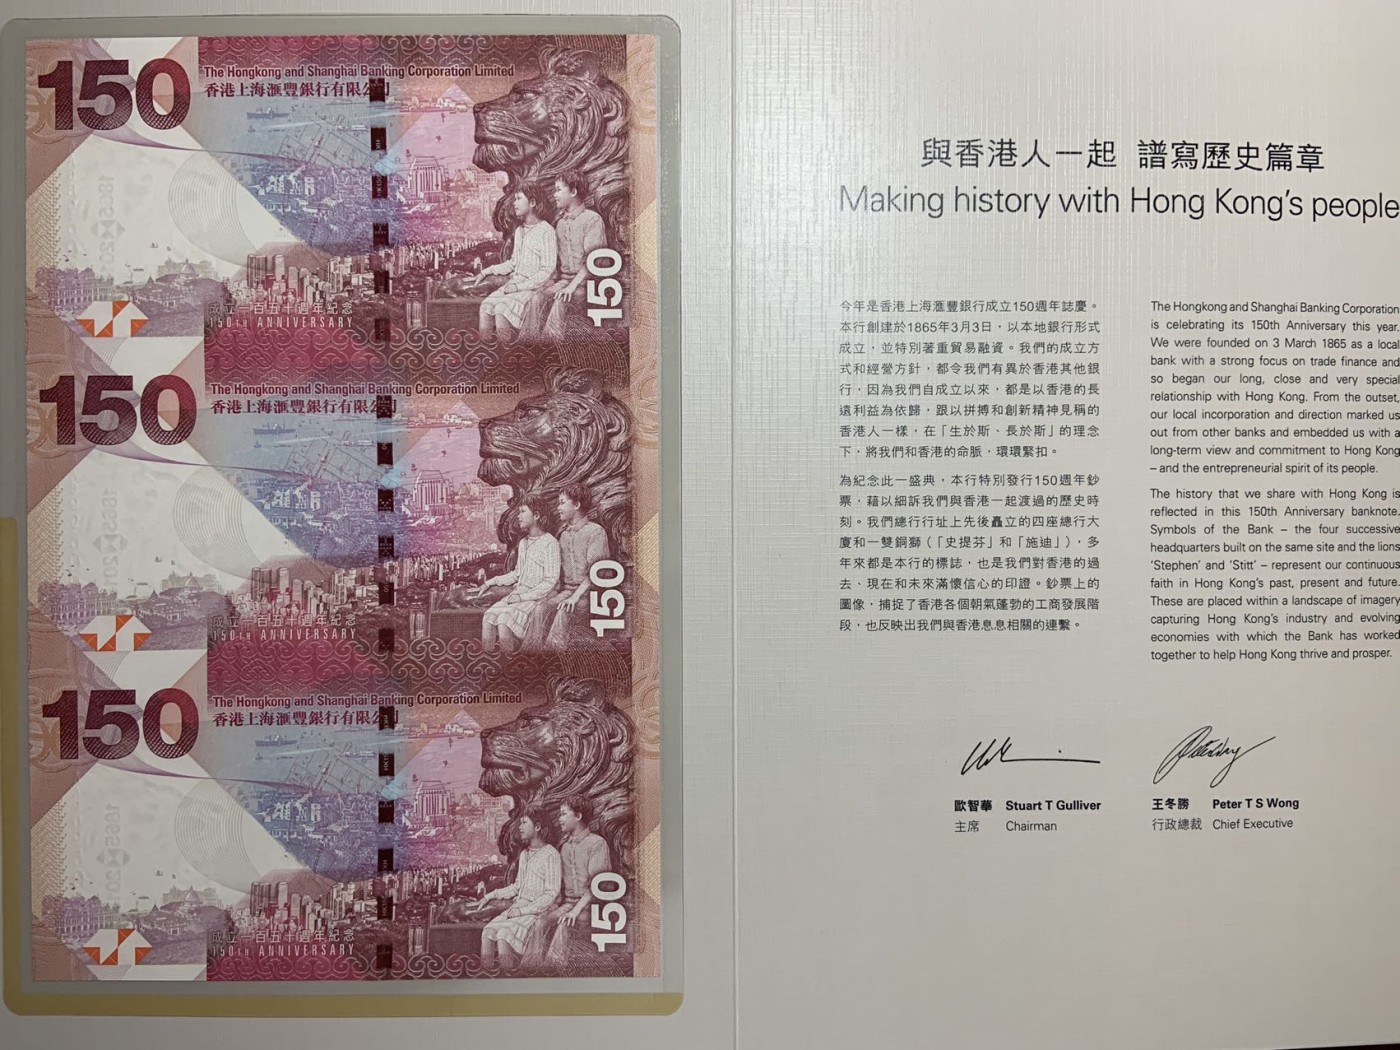 150
The Hongkong and Shanghai Banking Corporation Limited
香港上海滙豐銀行有限公司
成立一百五十週年紀念
150TH ANNIVERSARY
150
150
The Hongkong and Shanghai Banking Corporation Limited
香港上海滙豐銀行有限公司
成立一百五十週年紀念
150TH ANNIVERSARY
150
150
The Hongkong and Shanghai Banking Corporation Limited
香港上海滙豐銀行有限公司
成立一百五十週年紀念
150TH ANNIVERSARY
150
與香港人一起 譜寫歷史篇章
Making history with Hong Kong's people
今年是香港上海滙豐銀行成立150週年誌慶。
本行創建於1865年3月3日，以本地銀行形式
成立，並特別著重貿易融資。我們的成立方
式和經營方針，都令我們有異於香港其他銀
行，因為我們自成立以來，都是以香港的長
遠利益為依歸，跟以拼搏和創新精神見稱的
香港人一樣，在「生於斯、長於斯」的理念
下，將我們和香港的命脈，環環緊扣。
為紀念此一盛典，本行特別發行150週年鈔
票，藉以細訴我們與香港一起渡過的歷史時
刻。我們總行行址上先後矗立的四座總行大
廈和一雙銅獅（「史提芬」和「施迪」），多
年來都是本行的標誌，也是我們對香港的過
去、現在和未來滿懷信心的印證。鈔票上的
圖像，捕捉了香港各個朝氣蓬勃的工商發展階
段，也反映出我們與香港息息相關的連繫。
The Hongkong and Shanghai Banking Corporation
is celebrating its 150th Anniversary this year.
We were founded on 3 March 1865 as a local
bank with a strong focus on trade finance and
so began our long, close and very special
relationship with Hong Kong. From the outset,
our local incorporation and direction marked us
out from other banks and embedded us with a
long-term view and commitment to Hong Kong
– and the entrepreneurial spirit of its people.
The history that we share with Hong Kong is
reflected in this 150th Anniversary banknote.
Symbols of the Bank – the four successive
headquarters built on the same site and the lions
'Stephen' and 'Stitt' – represent our continuous
faith in Hong Kong's past, present and future.
These are placed within a landscape of imagery
capturing Hong Kong's industry and evolving
economies with which the Bank has worked
together to help Hong Kong thrive and prosper.
歐智華 Stuart T Gulliver
主席 Chairman
王冬勝 Peter T S Wong
行政總裁 Chief Executive